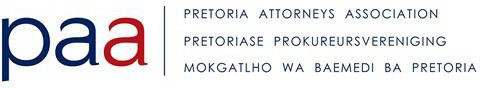 paa
PRETORIA ATTORNEYS ASSOCIATION
PRETORIASE PROKUREURSVERENIGING
MOKGATLHO WA BAEMEDI BA PRETORIA